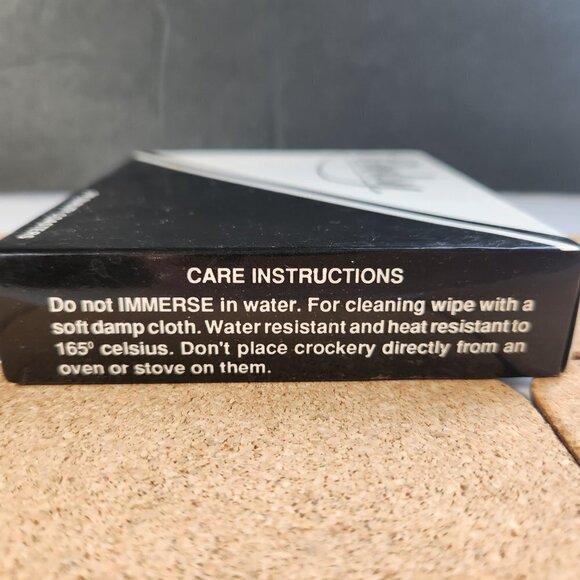 CARE INSTRUCTIONS
Do not IMMERSE in water. For cleaning wipe with a
soft damp cloth. Water resistant and heat resistant to
165⁰ celsius. Don't place crockery directly from an
oven or stove on them.